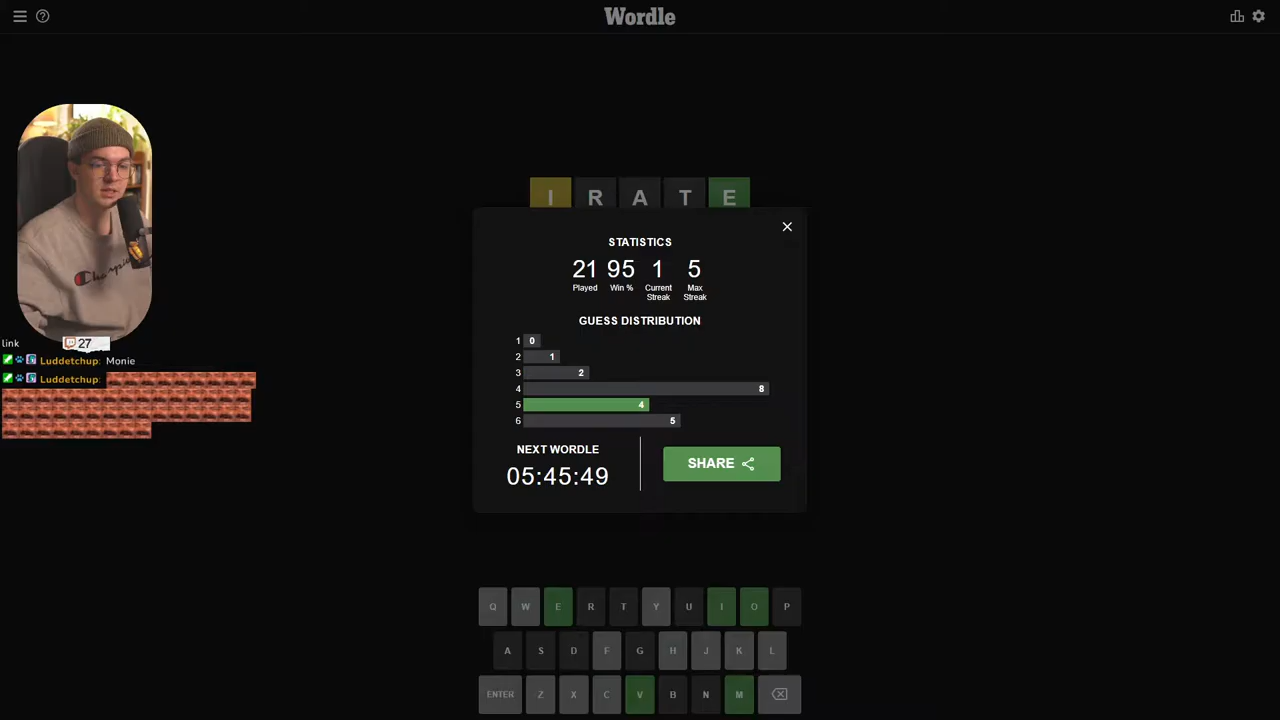 Wordle
I R A T E
STATISTICS
21 95 1 5
Played Win % Current Streak Max Streak
GUESS DISTRIBUTION
1 0
2 1
3 2
4 8
5 4
6 5
NEXT WORDLE
05:45:49
SHARE
Champion
link
27
Luddetchup: Monie
Luddetchup:
Q W E R T Y U I O P
A S D F G H J K L
ENTER Z X C V B N M